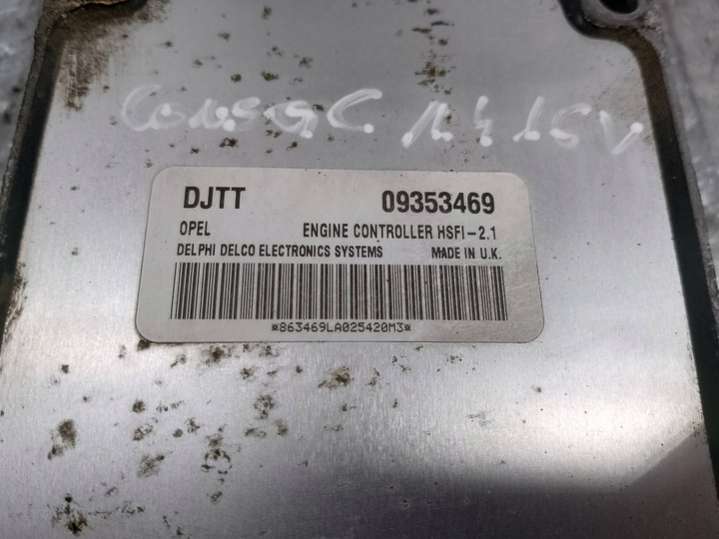 CORSA C 1.4 16V
DJTT 09353469
OPEL ENGINE CONTROLLER HSFI-2.1
DELPHI DELCO ELECTRONICS SYSTEMS MADE IN U.K.
*863469LA025420M3*